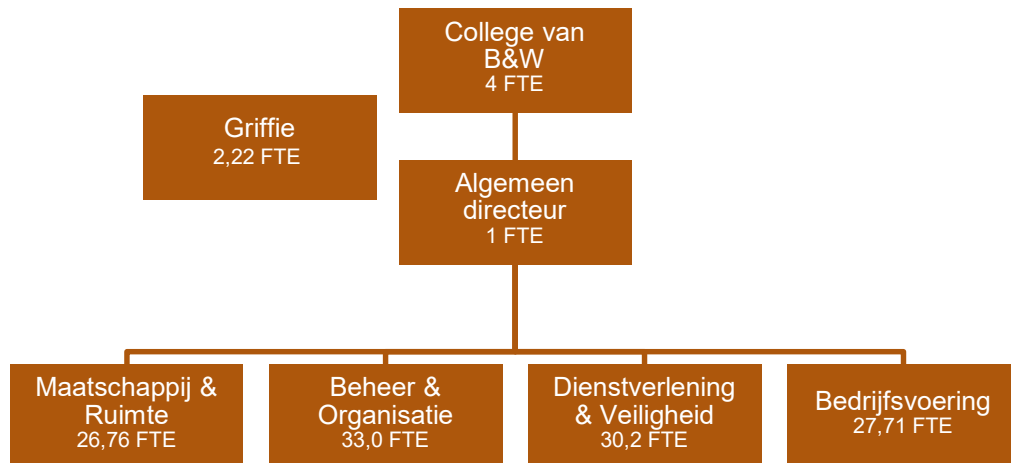 College van
B&W
4 FTE
Griffie
2,22 FTE
Algemeen
directeur
1 FTE
Maatschappij &
Ruimte
26,76 FTE
Beheer &
Organisatie
33,0 FTE
Dienstverlening
& Veiligheid
30,2 FTE
Bedrijfsvoering
27,71 FTE